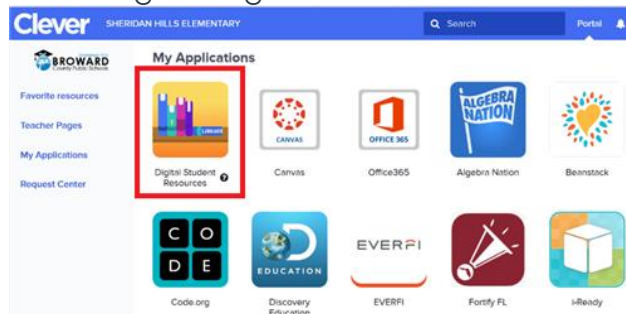 Clever SHERIDAN HILLS ELEMENTARY Search Portal
BROWARD
County Public Schools
My Applications
Favorite resources
Teacher Pages
My Applications
Request Center
LIBRARY
CANVAS
OFFICE 365
ALGEBRA
NATION
Digital Student
Resources ?
Canvas
Office365
Algebra Nation
Beanstack
CO
DE
EDUCATION
EVERFI
Code.org
Discovery
Education
EVERFI
Fortify FL
i-Ready